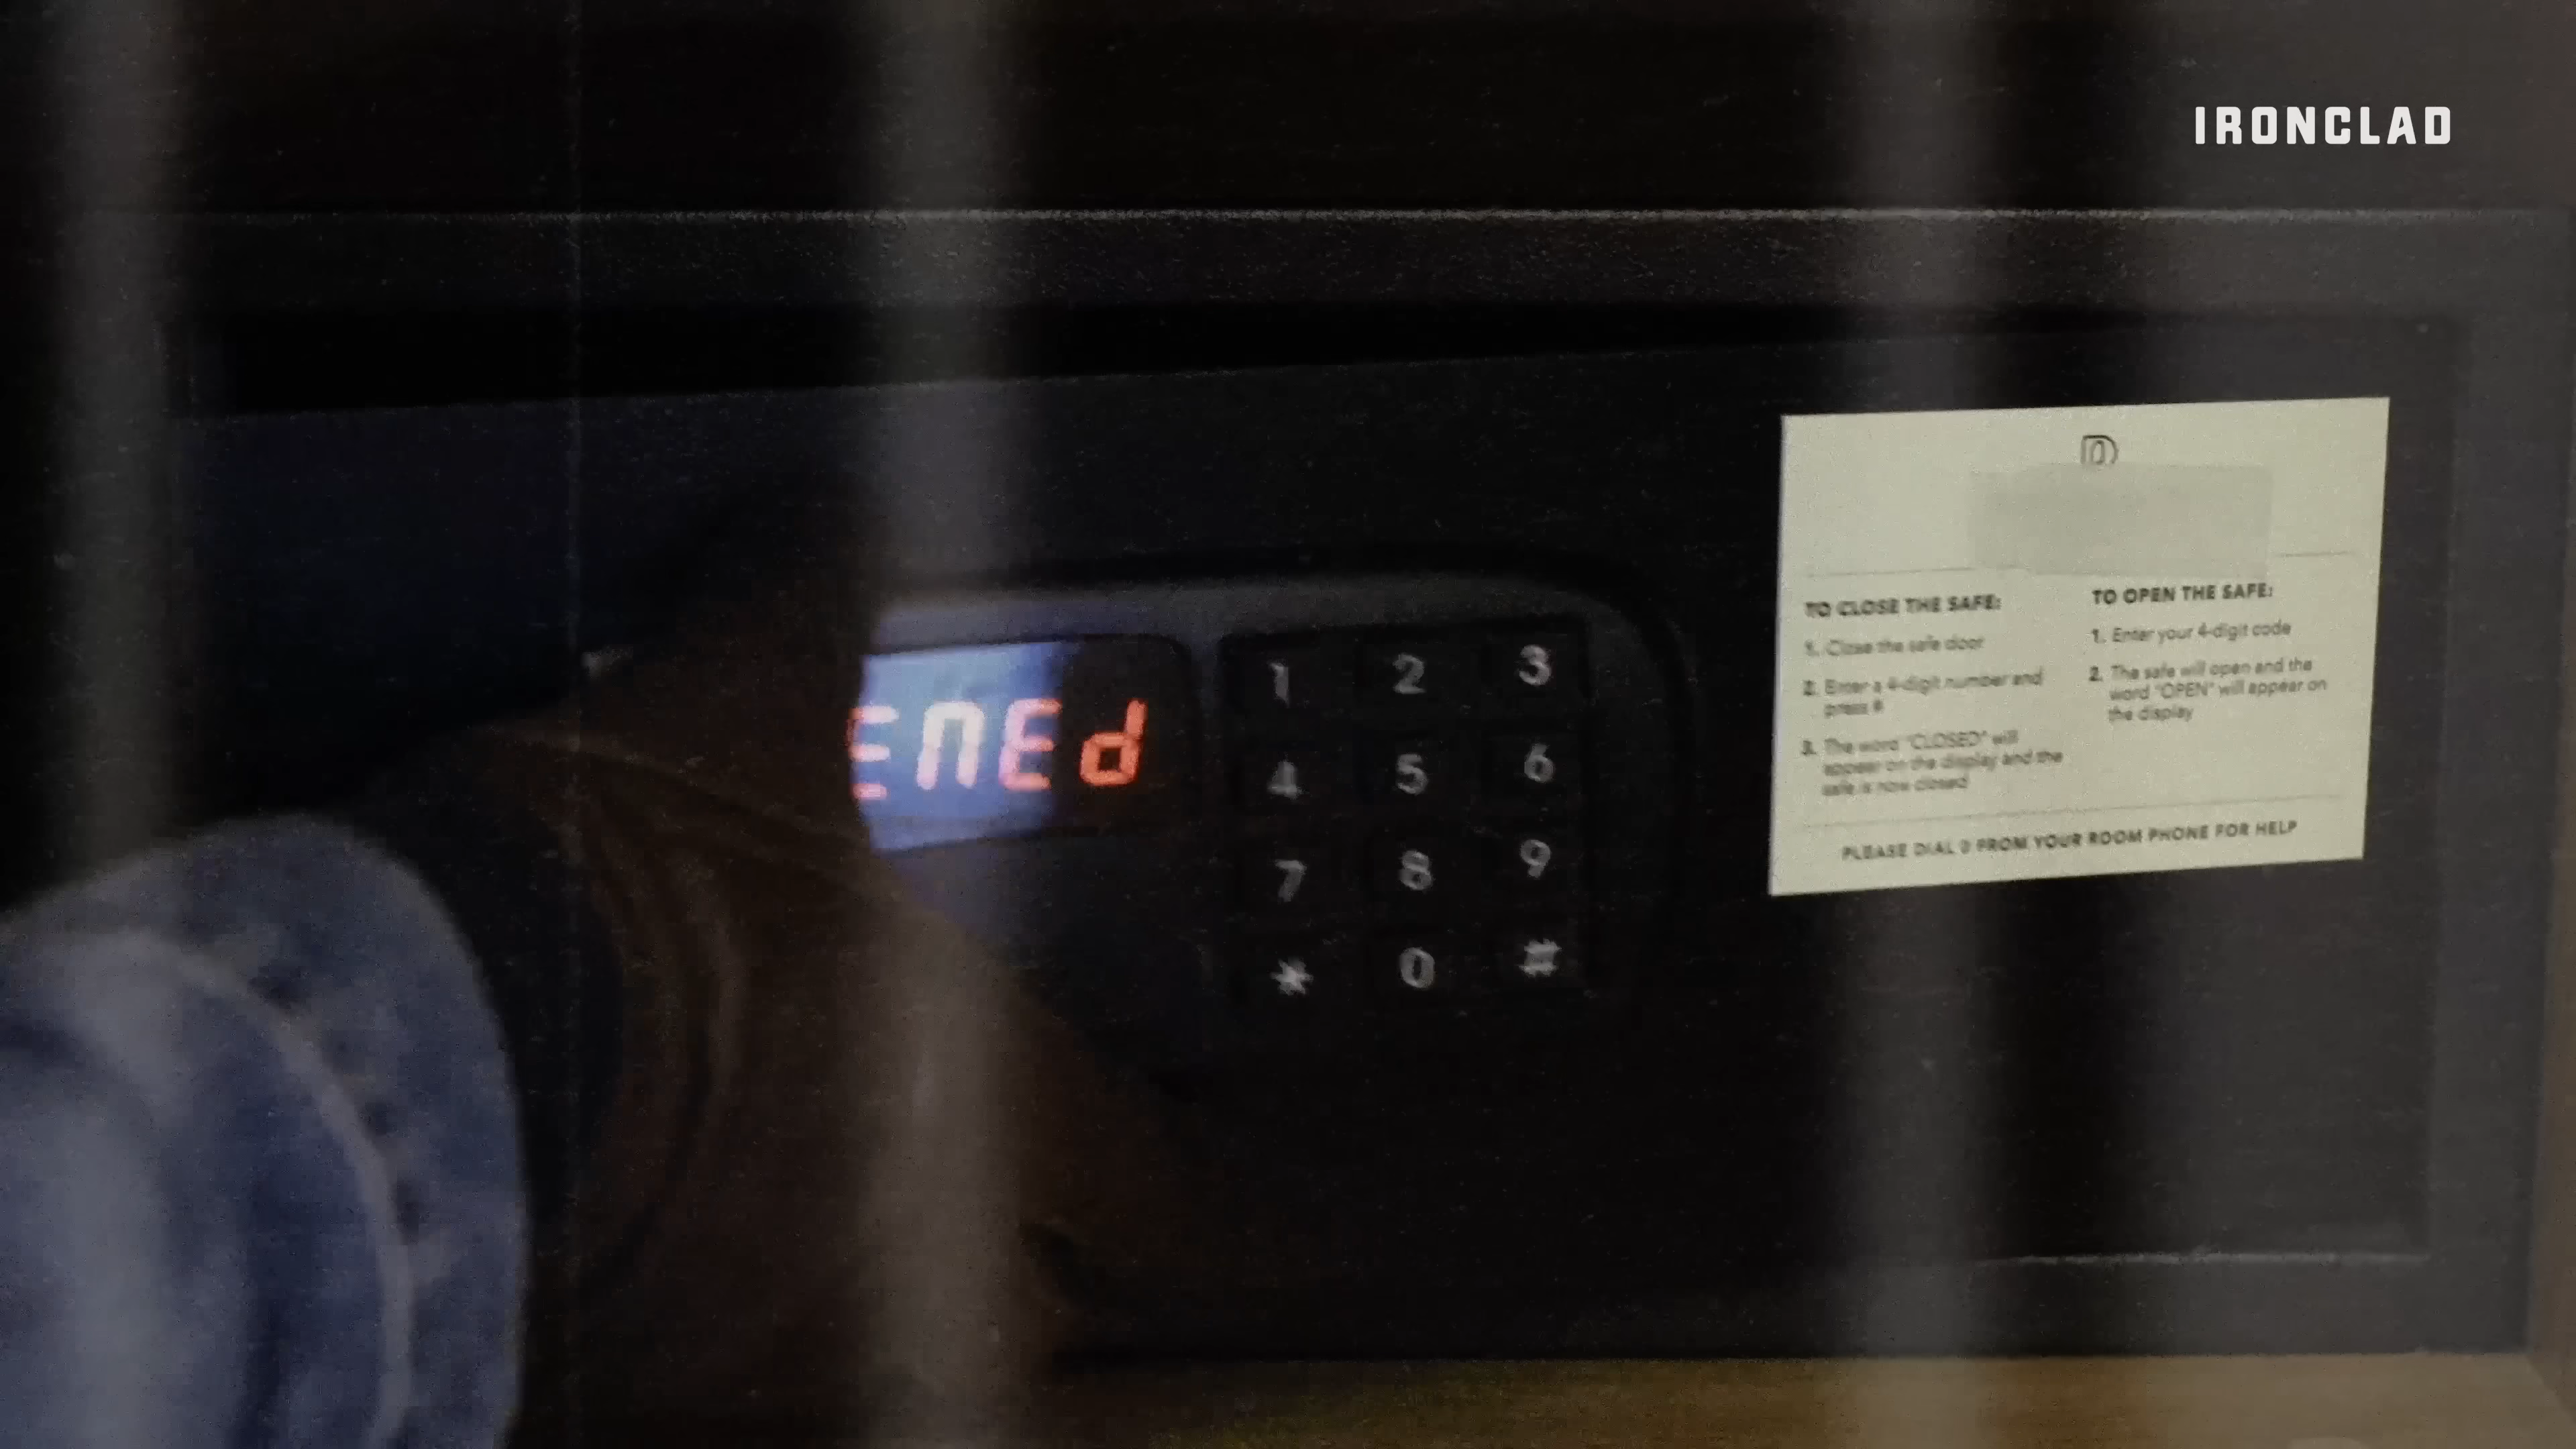 IRONCLAD
ENEd
1 2 3
4 5 6
7 8 9
* 0 #
TO CLOSE THE SAFE:
1. Close the safe door
2. Enter a 4-digit number and
press #
3. The word "CLOSED" will
appear on the display and the
safe is now closed
TO OPEN THE SAFE:
1. Enter your 4-digit code
2. The safe will open and the
word "OPEN" will appear on
the display
PLEASE DIAL 0 FROM YOUR ROOM PHONE FOR HELP